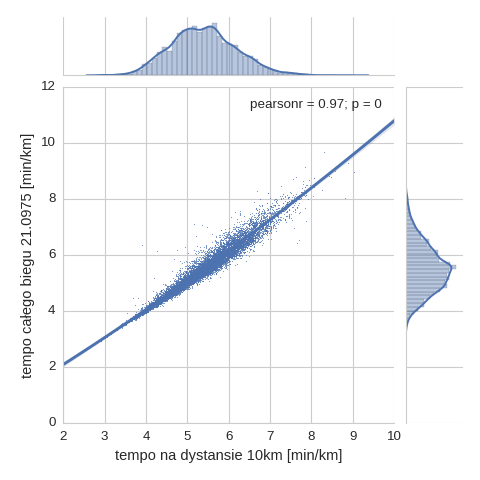 pearsonr = 0.97; p = 0
12
10
8
6
4
2
0
tempo całego biegu 21.0975 [min/km]
2 3 4 5 6 7 8 9 10
tempo na dystansie 10km [min/km]